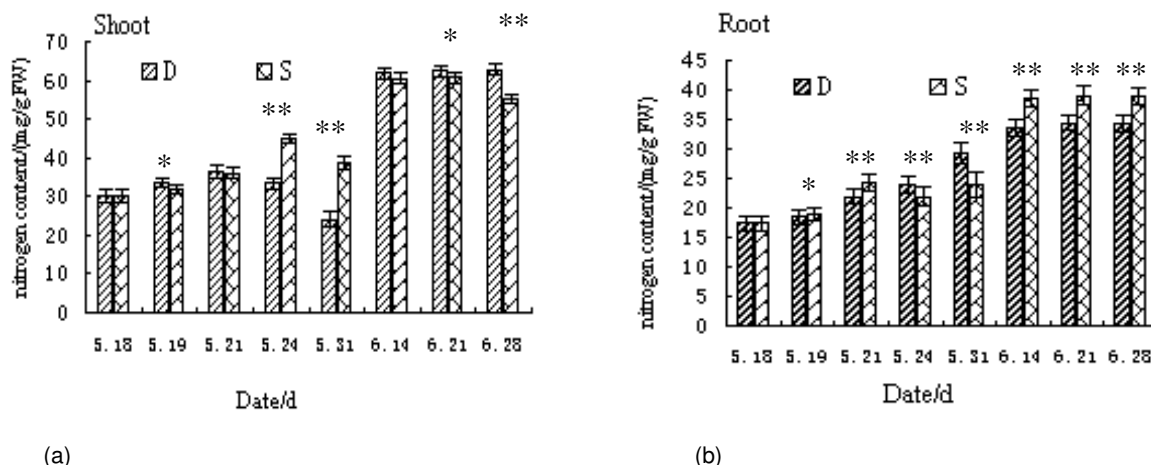 Shoot
nitrogen content/(mg/g FW)
70
60
50
40
30
20
10
0
D S
*
**
**
*
**
5.18 5.19 5.21 5.24 5.31 6.14 6.21 6.28
Date/d
(a)
Root
nitrogen content/(mg/g FW)
45
40
35
30
25
20
15
10
5
0
D S
*
**
**
**
**
**
**
5.18 5.19 5.21 5.24 5.31 6.14 6.21 6.28
Date/d
(b)